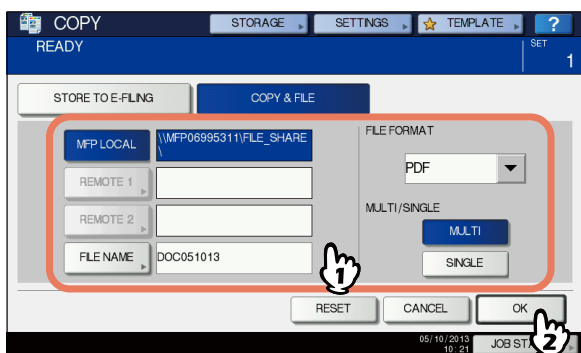 COPY
STORAGE
SETTINGS
TEMPLATE
?
READY
SET
1
STORE TO E-FILING
COPY & FILE
MFP LOCAL
\\MFP06995311\FILE_SHARE
\
REMOTE 1
REMOTE 2
FILE NAME
DOC051013
FILE FORMAT
PDF
MULTI/SINGLE
MULTI
SINGLE
1
RESET
CANCEL
OK
2
05/10/2013
10:21
JOB